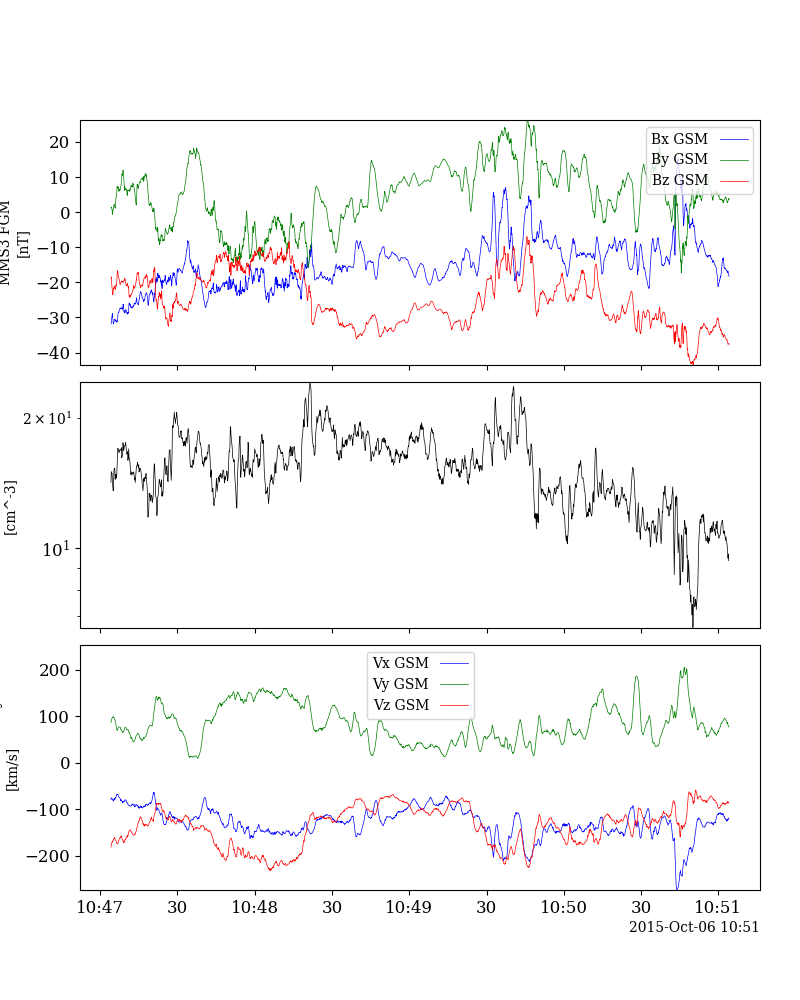 20
10
0
−10
−20
−30
−40
MMS3 FGM
[nT]
Bx GSM
By GSM
Bz GSM
2 × 10¹
10¹
[cm^-3]
200
100
0
−100
−200
[km/s]
Vx GSM
Vy GSM
Vz GSM
10:47 30 10:48 30 10:49 30 10:50 30 10:51
2015-Oct-06 10:51